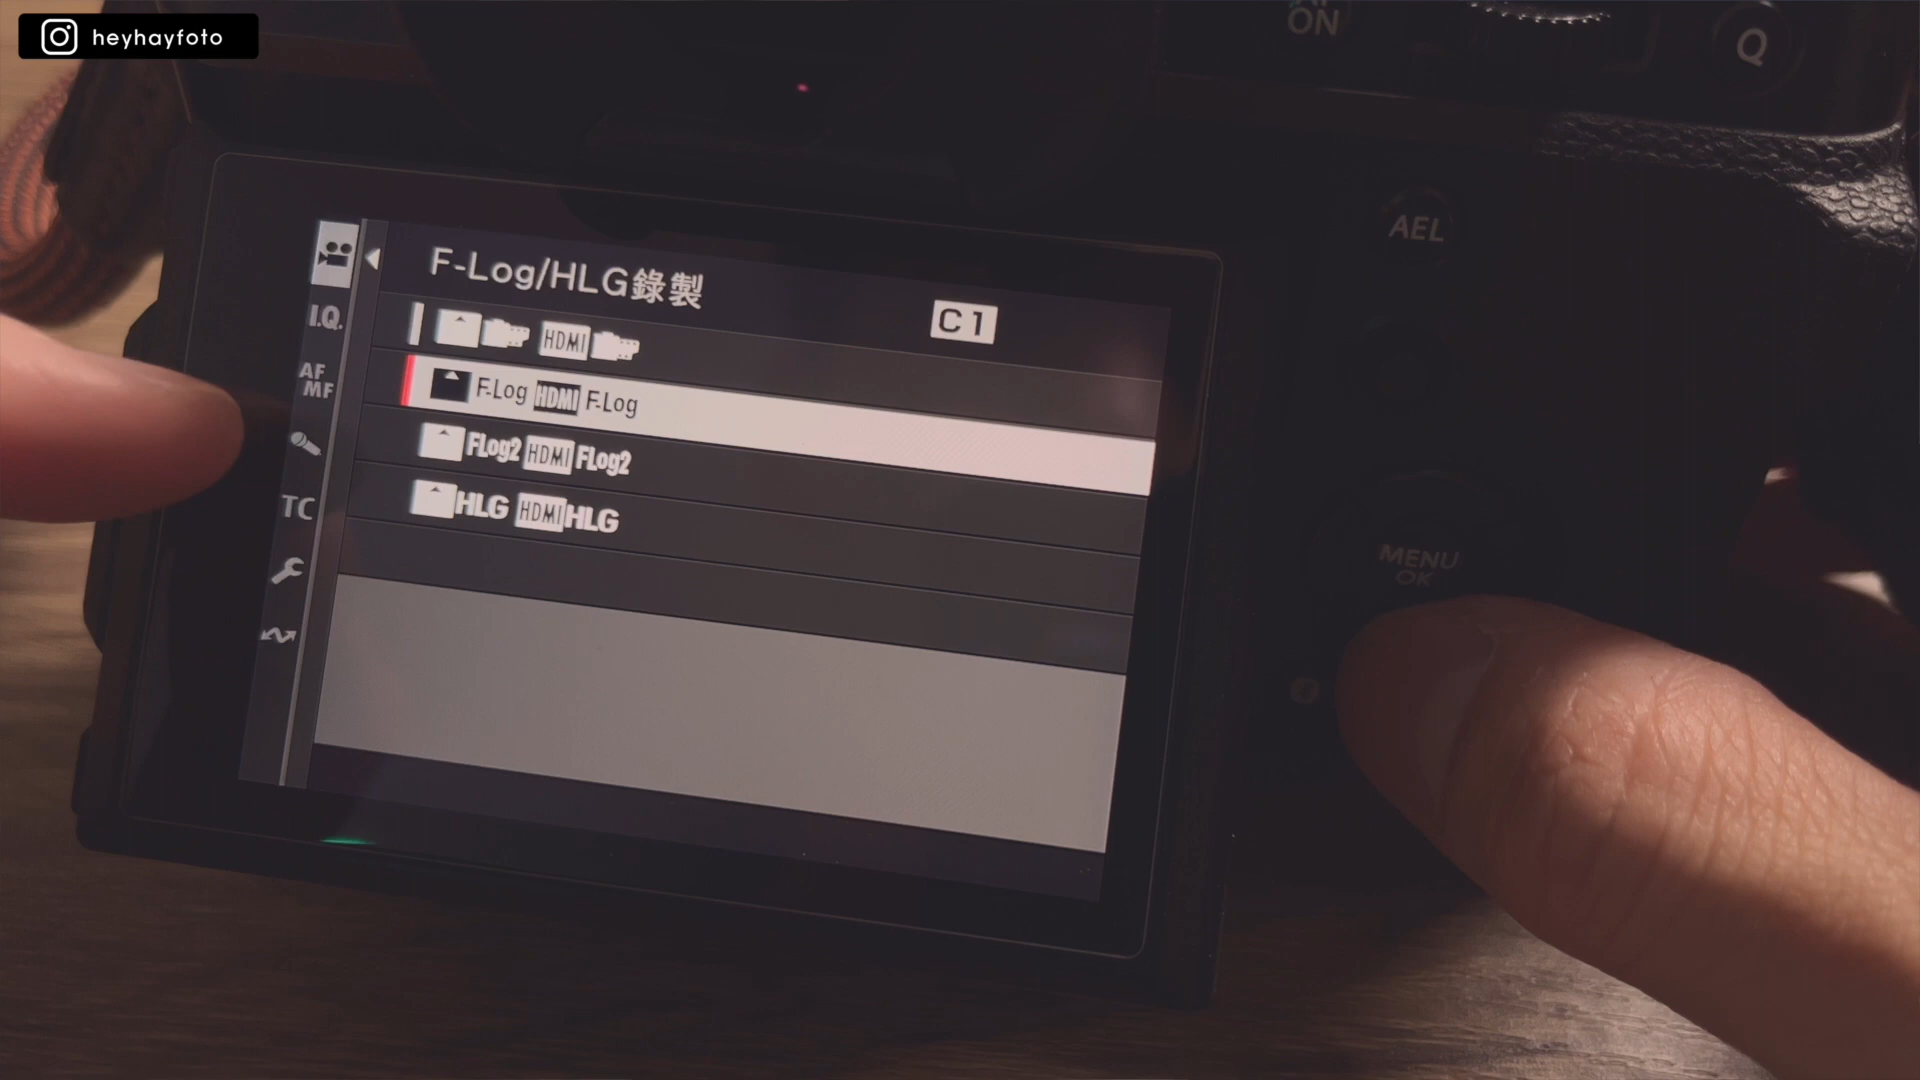 heyhayfoto
ON
Q
AEL
F-Log/HLG錄製
C1
HDMI
I.Q.
F-Log HDMI F-Log
AF
MF
FLog2 HDMI FLog2
HLG HDMI HLG
TC
MENU
OK